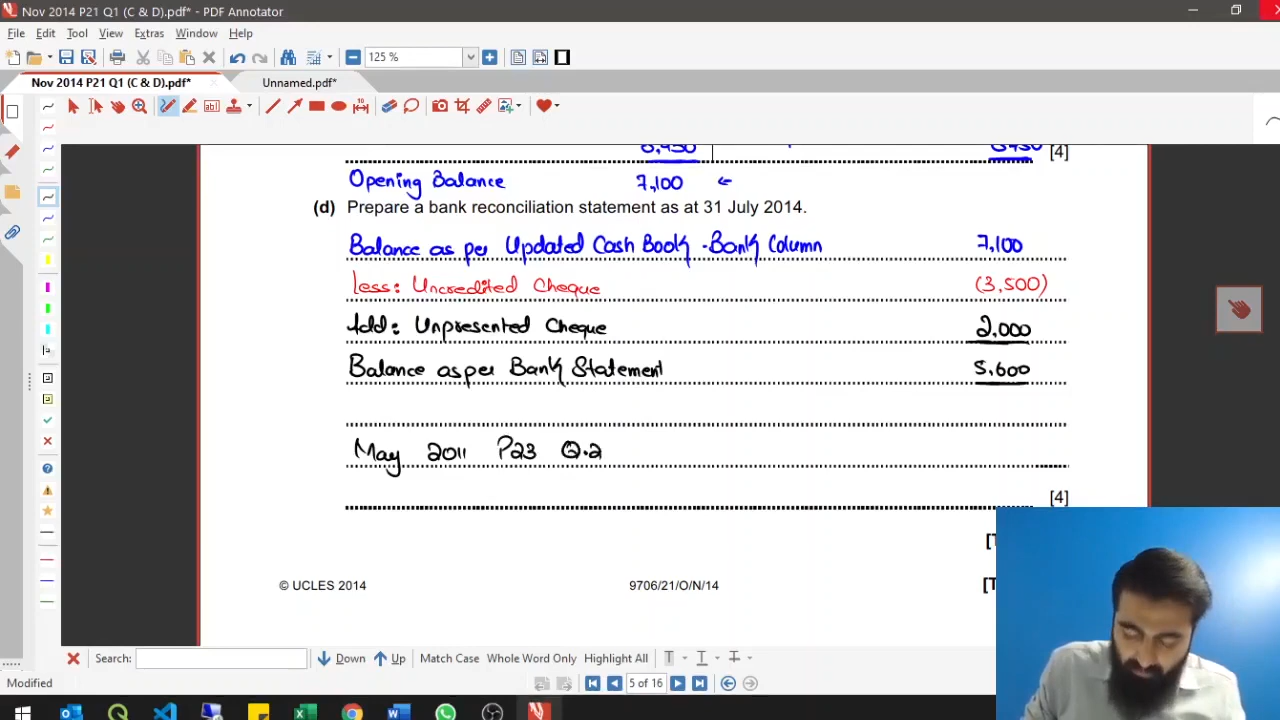 Nov 2014 P21 Q1 (C & D).pdf* - PDF Annotator
File Edit Tool View Extras Window Help
125 %
Nov 2014 P21 Q1 (C & D).pdf* Unnamed.pdf*
[4]
Opening Balance 7,100 ←
(d) Prepare a bank reconciliation statement as at 31 July 2014.
Balance as per Updated Cash Book - Bank Column 7,100
less: Uncredited Cheque (3,500)
Add: Unpresented Cheque 2,000
Balance as per Bank Statement 5,600
May 2011 P23 Q.2
[4]
[T
© UCLES 2014 9706/21/O/N/14 [T
Search: Down Up Match Case Whole Word Only Highlight All
Modified 5 of 16